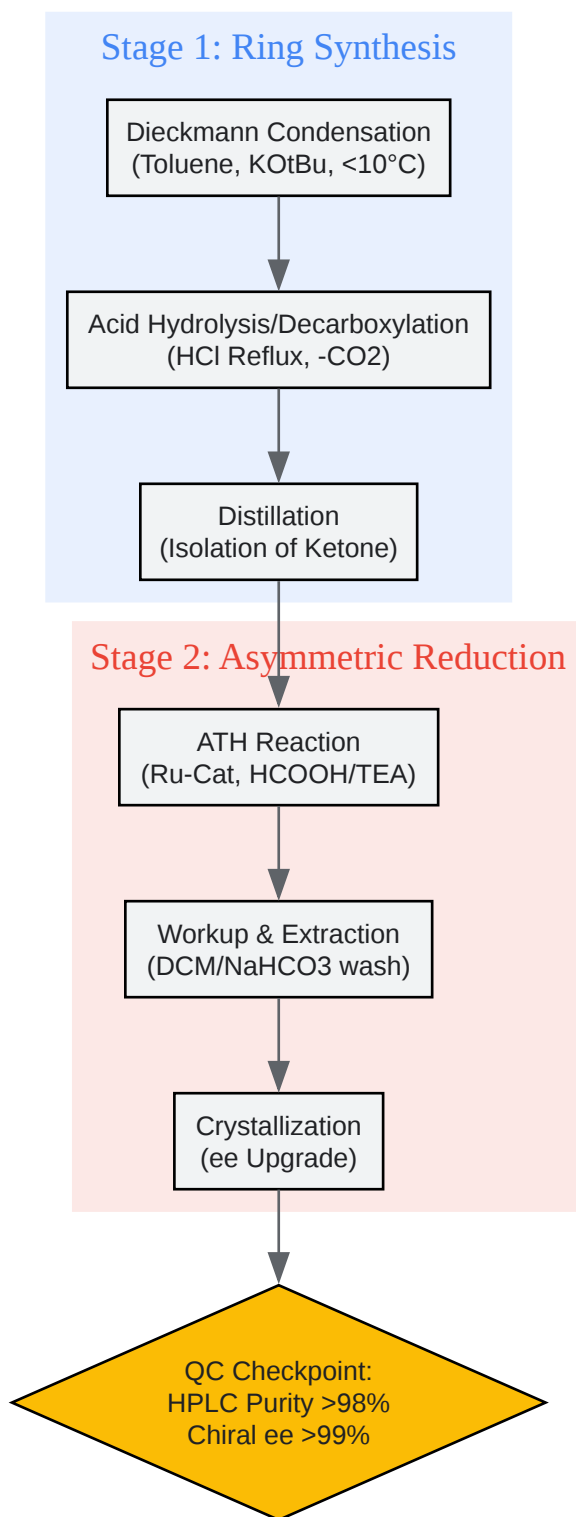 Stage 1: Ring Synthesis
Dieckmann Condensation
(Toluene, KOtBu, <10°C)
Acid Hydrolysis/Decarboxylation
(HCl Reflux, -CO2)
Distillation
(Isolation of Ketone)
Stage 2: Asymmetric Reduction
ATH Reaction
(Ru-Cat, HCOOH/TEA)
Workup & Extraction
(DCM/NaHCO3 wash)
Crystallization
(ee Upgrade)
QC Checkpoint:
HPLC Purity >98%
Chiral ee >99%